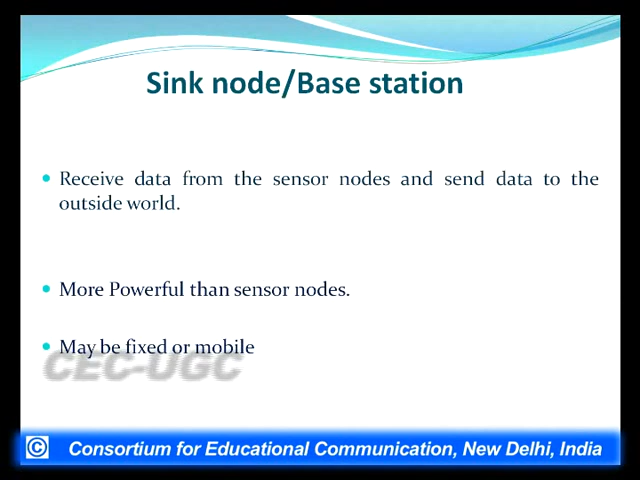 Sink node/Base station
• Receive data from the sensor nodes and send data to the
outside world.
• More Powerful than sensor nodes.
• May be fixed or mobile
CEC-UGC
© Consortium for Educational Communication, New Delhi, India